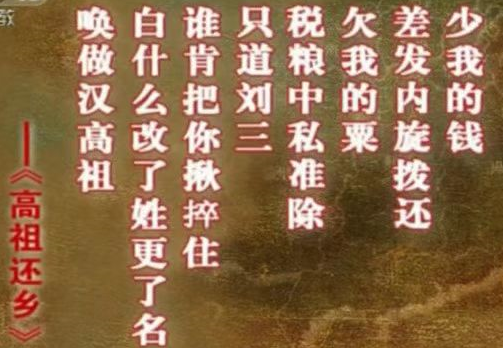 教
少我的钱
差发内旋拨还
欠我的粟
税粮中私准除
只道刘三
谁肯把你揪捽住
白什么改了姓更了名
唤做汉高祖
——《高祖还乡》